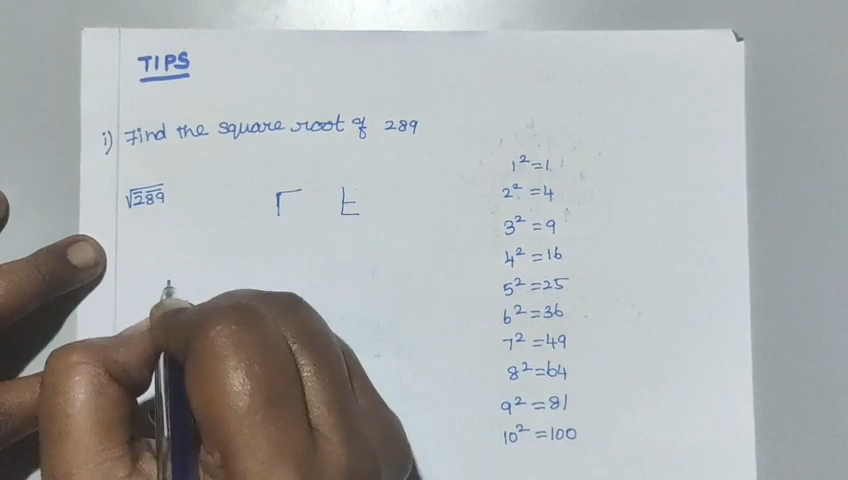 TIPS
i) Find the square root of 289
√289
1² = 1
2² = 4
3² = 9
4² = 16
5² = 25
6² = 36
7² = 49
8² = 64
9² = 81
10² = 100